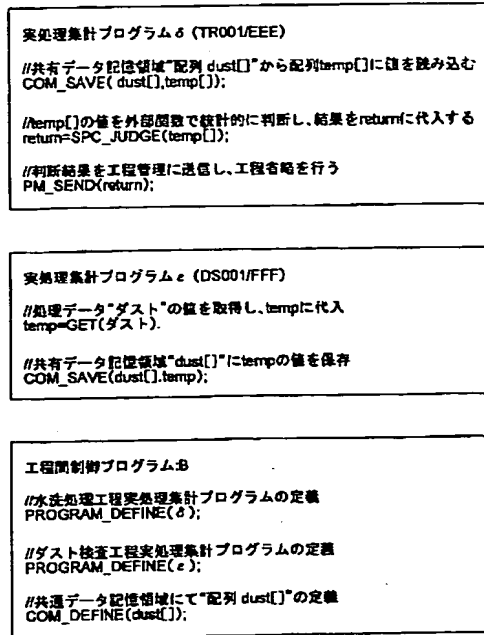 実処理集計プログラムδ (TR001/EEE)
//共有データ記憶領域"配列 dust[]"から配列temp[]に値を読み込む
COM_SAVE( dust[],temp[]);
//temp[]の値を外部関数で統計的に判断し、結果をreturnに代入する
return=SPC_JUDGE(temp[]);
//判断結果を工程管理に送信し、工程省略を行う
PM_SEND(return);
実処理集計プログラムε (DS001/FFF)
//処理データ"ダスト"の値を取得し、tempに代入
temp=GET(ダスト).
//共有データ記憶領域"dust[]"にtempの値を保存
COM_SAVE(dust[].temp);
工程間制御プログラム:B
//水洗処理工程実処理集計プログラムの定義
PROGRAM_DEFINE(δ);
//ダスト検査工程実処理集計プログラムの定義
PROGRAM_DEFINE(ε);
//共通データ記憶領域にて"配列 dust[]"の定義
COM_DEFINE(dust[]);